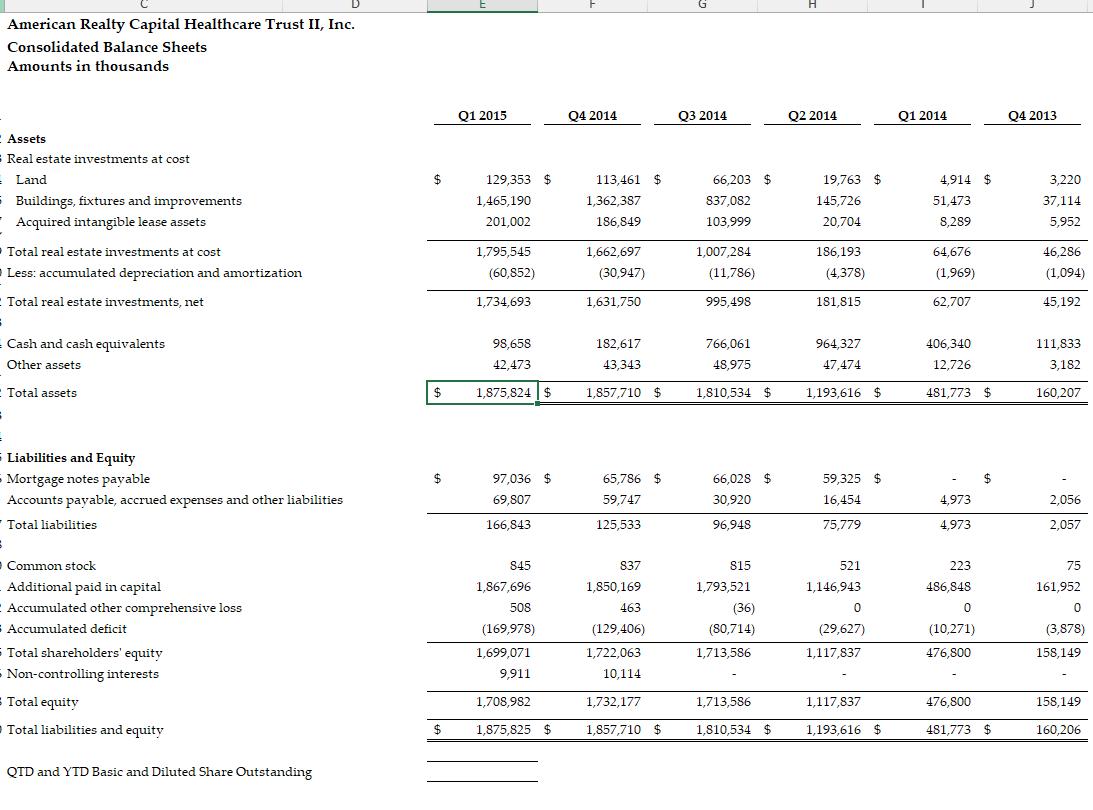 C D E F G H I J
American Realty Capital Healthcare Trust II, Inc.
Consolidated Balance Sheets
Amounts in thousands
Q1 2015 Q4 2014 Q3 2014 Q2 2014 Q1 2014 Q4 2013
Assets
Real estate investments at cost
Land $ 129,353 $ 113,461 $ 66,203 $ 19,763 $ 4,914 $ 3,220
Buildings, fixtures and improvements 1,465,190 1,362,387 837,082 145,726 51,473 37,114
Acquired intangible lease assets 201,002 186,849 103,999 20,704 8,289 5,952
Total real estate investments at cost 1,795,545 1,662,697 1,007,284 186,193 64,676 46,286
Less: accumulated depreciation and amortization (60,852) (30,947) (11,786) (4,378) (1,969) (1,094)
Total real estate investments, net 1,734,693 1,631,750 995,498 181,815 62,707 45,192
Cash and cash equivalents 98,658 182,617 766,061 964,327 406,340 111,833
Other assets 42,473 43,343 48,975 47,474 12,726 3,182
Total assets $ 1,875,824 $ 1,857,710 $ 1,810,534 $ 1,193,616 $ 481,773 $ 160,207
Liabilities and Equity
Mortgage notes payable $ 97,036 $ 65,786 $ 66,028 $ 59,325 $ - $ -
Accounts payable, accrued expenses and other liabilities 69,807 59,747 30,920 16,454 4,973 2,056
Total liabilities 166,843 125,533 96,948 75,779 4,973 2,057
Common stock 845 837 815 521 223 75
Additional paid in capital 1,867,696 1,850,169 1,793,521 1,146,943 486,848 161,952
Accumulated other comprehensive loss 508 463 (36) 0 0 0
Accumulated deficit (169,978) (129,406) (80,714) (29,627) (10,271) (3,878)
Total shareholders' equity 1,699,071 1,722,063 1,713,586 1,117,837 476,800 158,149
Non-controlling interests 9,911 10,114 - - - -
Total equity 1,708,982 1,732,177 1,713,586 1,117,837 476,800 158,149
Total liabilities and equity $ 1,875,825 $ 1,857,710 $ 1,810,534 $ 1,193,616 $ 481,773 $ 160,206
QTD and YTD Basic and Diluted Share Outstanding